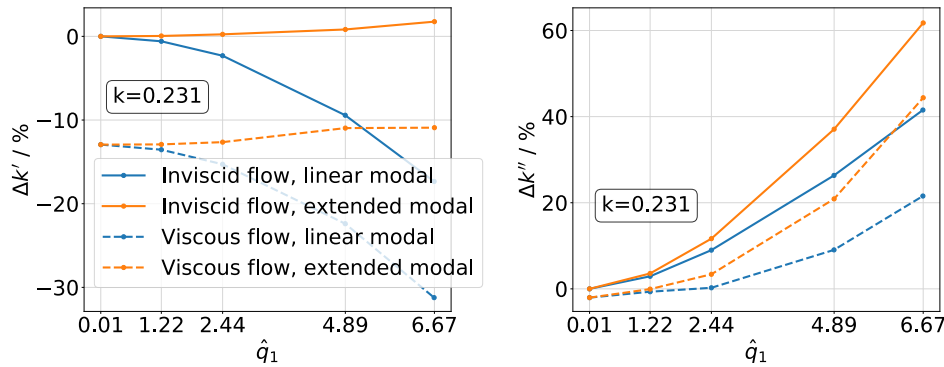 0
−10
−20
−30
Δk′ / %
k=0.231
Inviscid flow, linear modal
Inviscid flow, extended modal
Viscous flow, linear modal
Viscous flow, extended modal
0.01 1.22 2.44 4.89 6.67
q̂₁
60
40
20
0
Δk″ / %
k=0.231
0.01 1.22 2.44 4.89 6.67
q̂₁